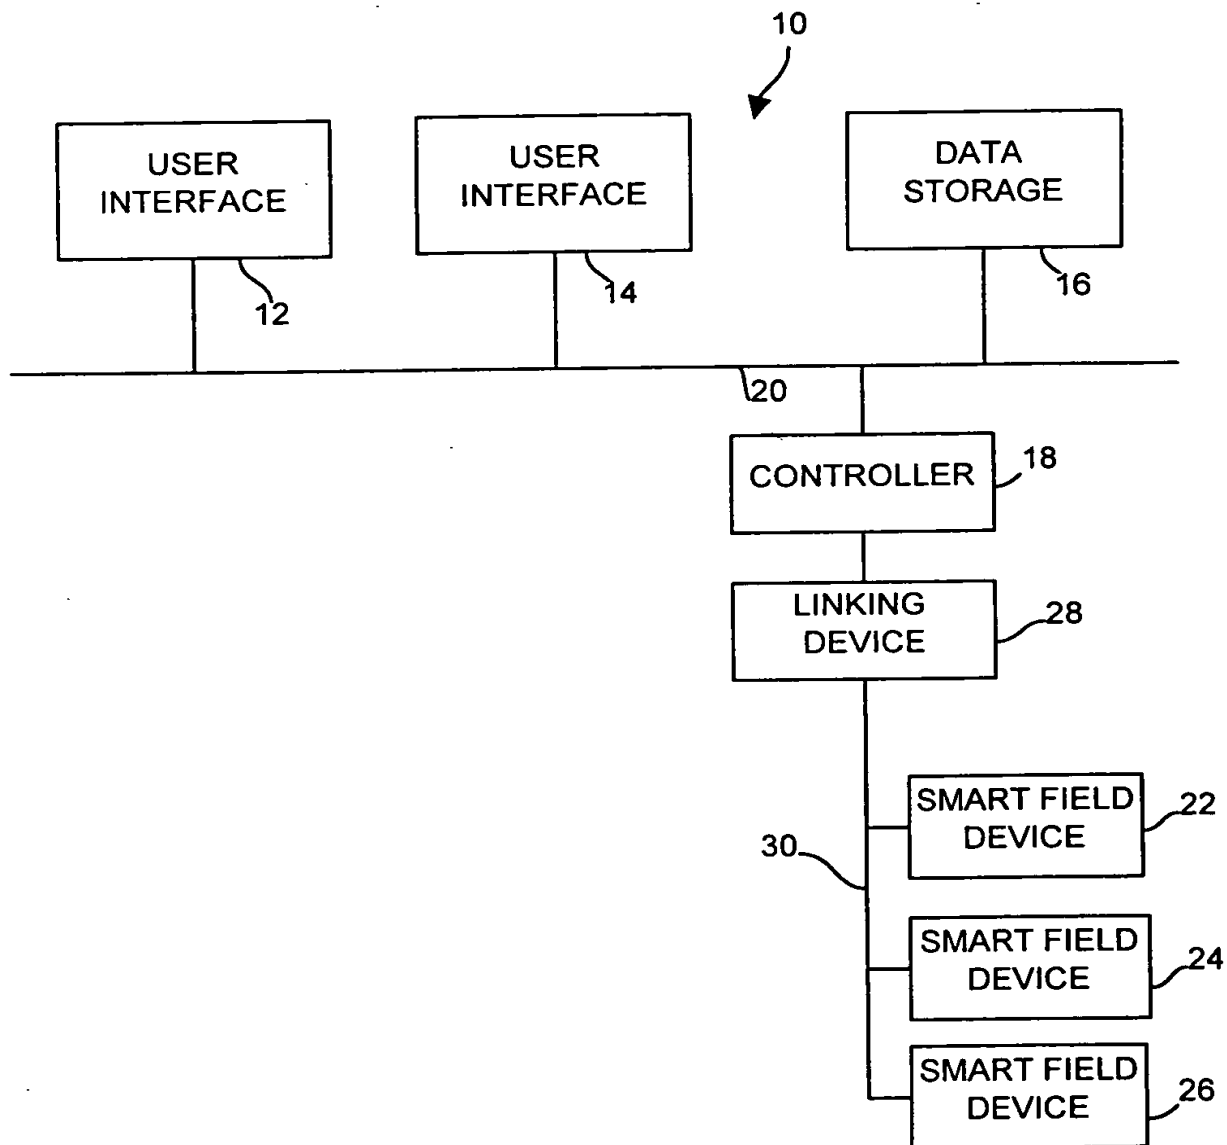 10
USER
INTERFACE
12
USER
INTERFACE
14
DATA
STORAGE
16
20
CONTROLLER
18
LINKING
DEVICE
28
30
SMART FIELD
DEVICE
22
SMART FIELD
DEVICE
24
SMART FIELD
DEVICE
26